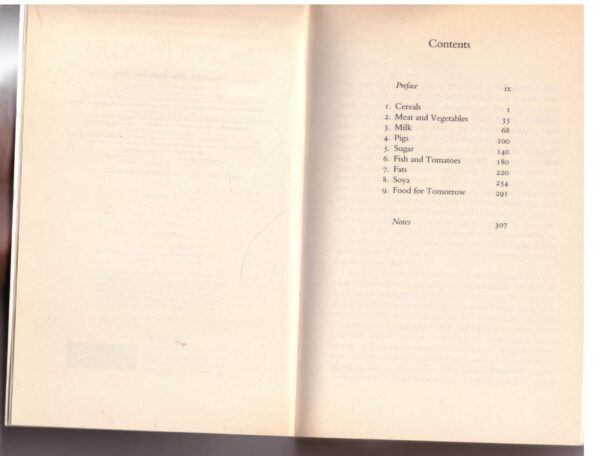 Contents
Preface ix
1. Cereals 1
2. Meat and Vegetables 35
3. Milk 68
4. Pigs 100
5. Sugar 140
6. Fish and Tomatoes 180
7. Fats 220
8. Soya 254
9. Food for Tomorrow 291
Notes 307